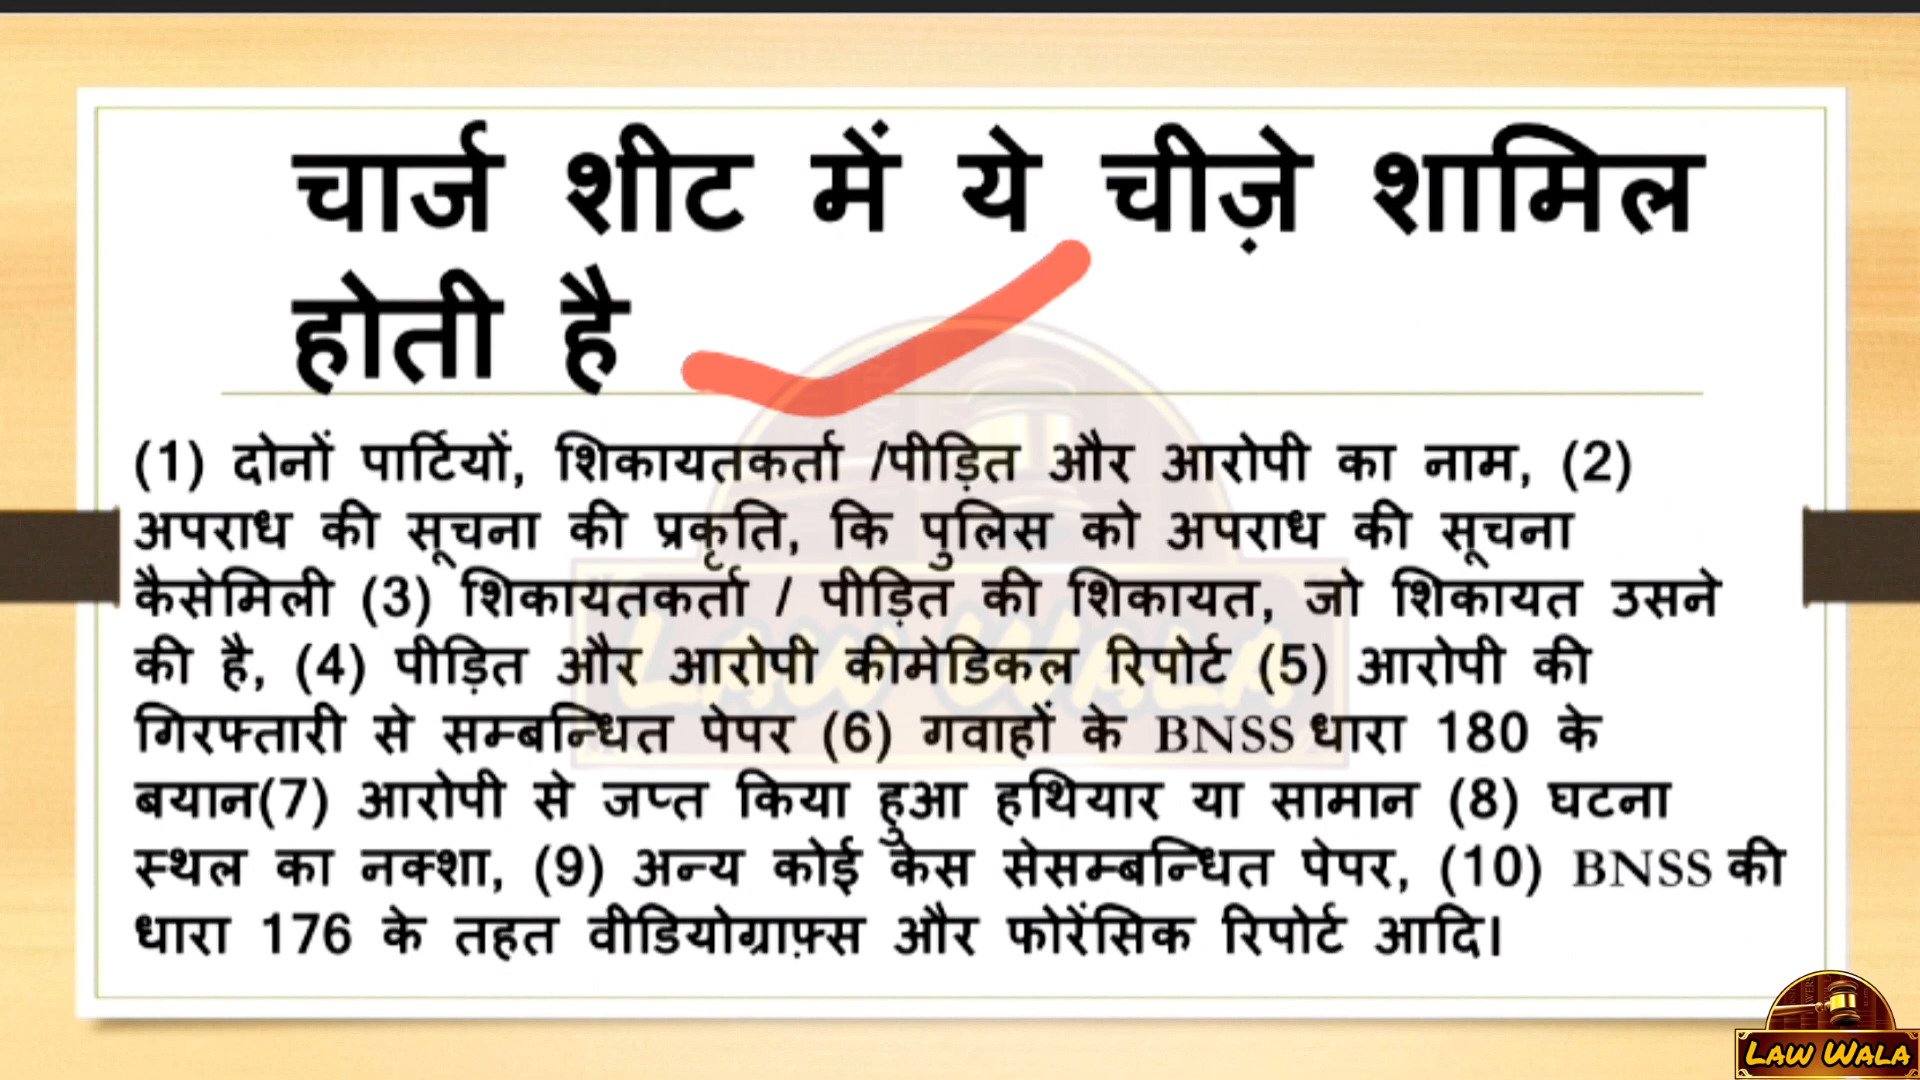 चार्ज शीट में ये चीज़े शामिल
होती है
(1) दोनों पार्टियों, शिकायतकर्ता /पीड़ित और आरोपी का नाम, (2)
अपराध की सूचना की प्रकृति, कि पुलिस को अपराध की सूचना
कैसेमिली (3) शिकायतकर्ता / पीड़ित की शिकायत, जो शिकायत उसने
की है, (4) पीड़ित और आरोपी कीमेडिकल रिपोर्ट (5) आरोपी की
गिरफ्तारी से सम्बन्धित पेपर (6) गवाहों के BNSS धारा 180 के
बयान(7) आरोपी से जप्त किया हुआ हथियार या सामान (8) घटना
स्थल का नक्शा, (9) अन्य कोई केस सेसम्बन्धित पेपर, (10) BNSS की
धारा 176 के तहत वीडियोग्राफ़्स और फोरेंसिक रिपोर्ट आदि।
LAW WALA
LAW WALA